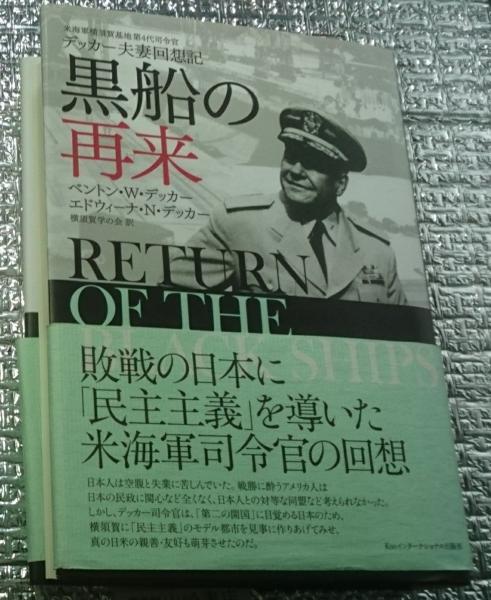 米海軍横須賀基地第4代司令官
デッカー夫妻回想記
黒船の
再来
ベントン・W・デッカー
エドウィーナ・N・デッカー
横須賀学の会 訳
RETURN
OF THE
BLACK SHIPS
敗戦の日本に
「民主主義」を導いた
米海軍司令官の回想
日本人は空腹と失業に苦しんでいた。戦勝に酔うアメリカ人は
日本の民政に関心など全くなく、日本人との対等な同盟など考えられなかった。
しかし、デッカー司令官は、「第二の開国」に目覚める日本のため、
横須賀に「民主主義」のモデル都市を見事に作りあげてみせ、
真の日米の親善・友好も萌芽させたのだ。
Kooインターナショナル出版部